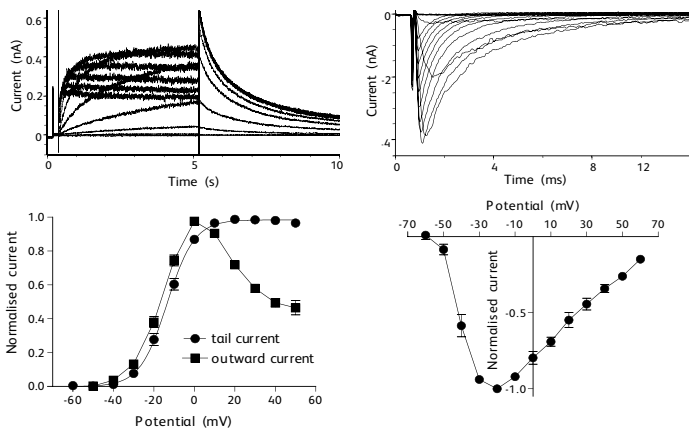 0.6
0.4
0.2
0
Current (nA)
0
5
10
Time (s)
0
-2
-4
Current (nA)
0
4
8
12
Time (ms)
1.0
0.8
0.6
0.4
0.2
0.0
Normalised current
tail current
outward current
-60 -40 -20 0 20 40 60
Potential (mV)
Potential (mV)
-70 -50 -30 -10 10 30 50 70
Normalised current
-0.5
-1.0